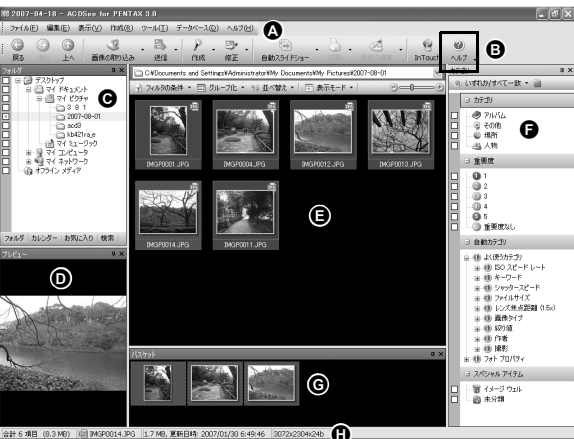 2007-04-18 - ACDSee for PENTAX 3.0
ファイル(F) 編集(E) 表示(V) 作成(R) ツール(T) データベース(D) ヘルプ(H)
A
戻る 上へ 画像の取り込み 送信 作成 修正 自動スライドショー InTouch ヘルプ
B
フォルダ
デスクトップ
マイ ドキュメント
マイ ピクチャ
3 8 1
2007-08-01
acd3
kb421ra_e
マイ ミュージック
マイ コンピュータ
マイ ネットワーク
オフライン メディア
C
フォルダ カレンダー お気に入り 検索
プレビュー
D
C:¥Documents and Settings¥Administrator¥My Documents¥My Pictures¥2007-08-01
フィルタの条件 グループ化 並べ替え 表示モード
IMGP0001.JPG IMGP0004.JPG IMGP0012.JPG IMGP0013.JPG
IMGP0014.JPG IMGP0011.JPG
E
バスケット
G
いずれか/すべて一致
カテゴリ
アルバム
その他
場所
人物
F
重要度
1
2
3
4
5
重要度なし
自動カテゴリ
よく使うカテゴリ
ISO スピード レート
キーワード
シャッタースピード
ファイルサイズ
レンズ焦点距離 (1.5x)
画像タイプ
絞り値
作者
撮影
フォト プロパティ
スペシャル アイテム
イメージ ウェル
未分類
合計 6 項目 (8.3 MB) IMGP0014.JPG 1.7 MB, 更新日時: 2007/01/30 6:49:46 3072x2304x24b
H